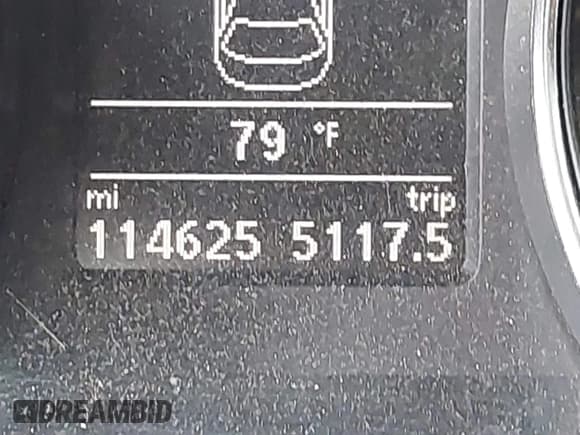 79 °F
mi trip
114625 5117.5
DREAMBID